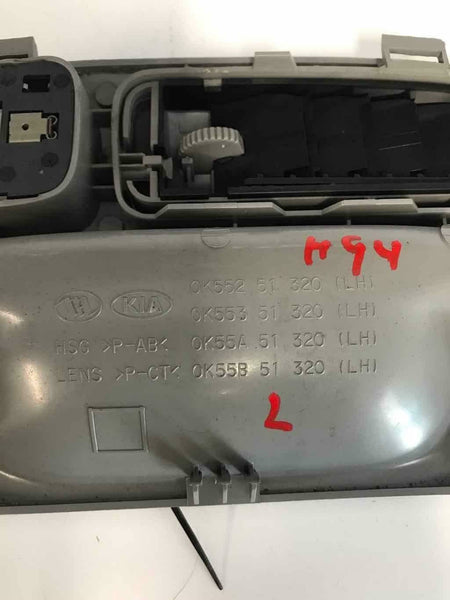 H94
H KIA 0K552 51 320 (LH)
0K553 51 320 (LH)
HSG >P-AB< 0K55A 51 320 (LH)
LENS >P-CT< 0K55B 51 320 (LH)
L